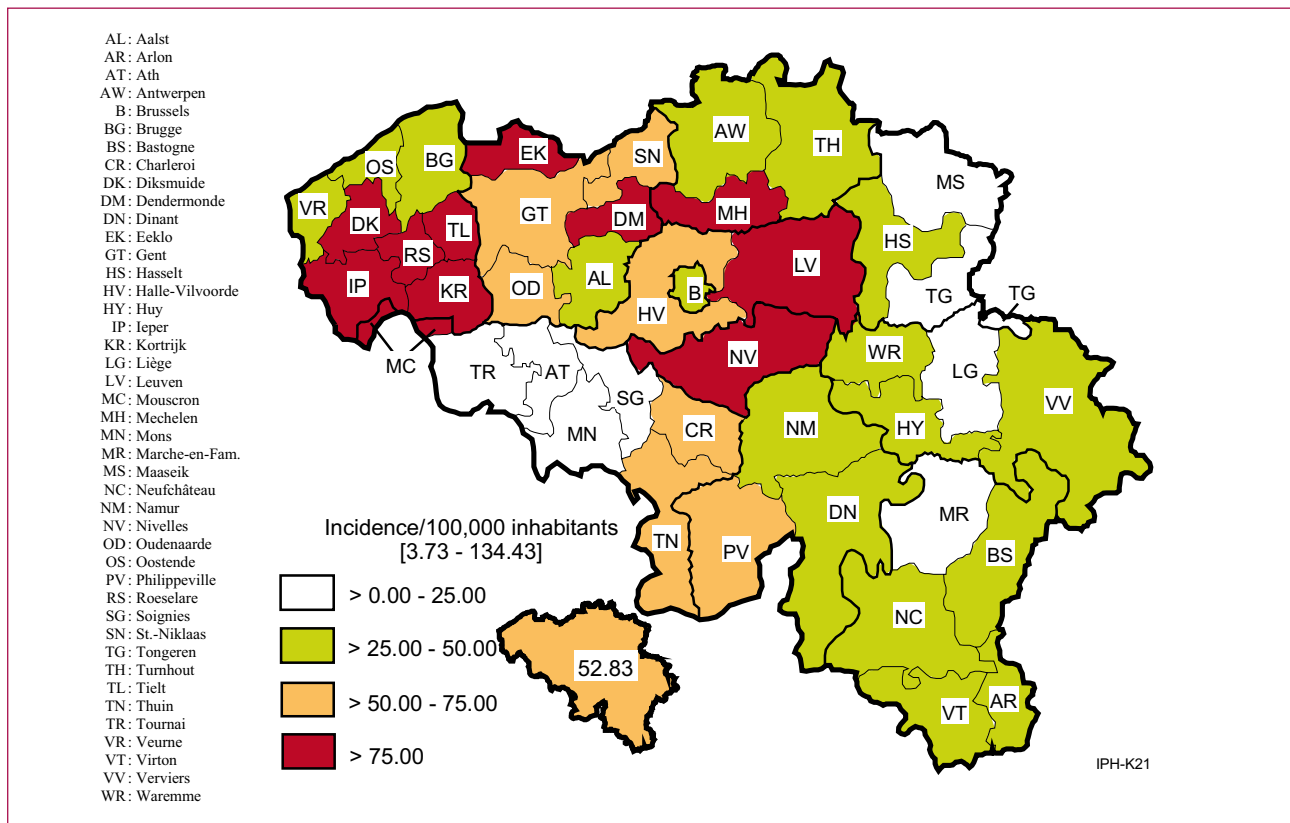 AL: Aalst
AR: Arlon
AT: Ath
AW: Antwerpen
B: Brussels
BG: Brugge
BS: Bastogne
CR: Charleroi
DK: Diksmuide
DM: Dendermonde
DN: Dinant
EK: Eeklo
GT: Gent
HS: Hasselt
HV: Halle-Vilvoorde
HY: Huy
IP: Ieper
KR: Kortrijk
LG: Liège
LV: Leuven
MC: Mouscron
MH: Mechelen
MN: Mons
MR: Marche-en-Fam.
MS: Maaseik
NC: Neufchâteau
NM: Namur
NV: Nivelles
OD: Oudenaarde
OS: Oostende
PV: Philippeville
RS: Roeselare
SG: Soignies
SN: St.-Niklaas
TG: Tongeren
TH: Turnhout
TL: Tielt
TN: Thuin
TR: Tournai
VR: Veurne
VT: Virton
VV: Verviers
WR: Waremme
AW
TH
EK
SN
MS
OS
BG
VR
DK
TL
GT
DM
MH
HS
RS
IP
KR
OD
AL
B
LV
TG
TG
HV
MC
TR
AT
NV
WR
LG
SG
VV
MN
CR
NM
HY
DN
MR
TN
PV
BS
NC
VT
AR
Incidence/100,000 inhabitants
[3.73 - 134.43]
> 0.00 - 25.00
> 25.00 - 50.00
> 50.00 - 75.00
> 75.00
52.83
IPH-K21